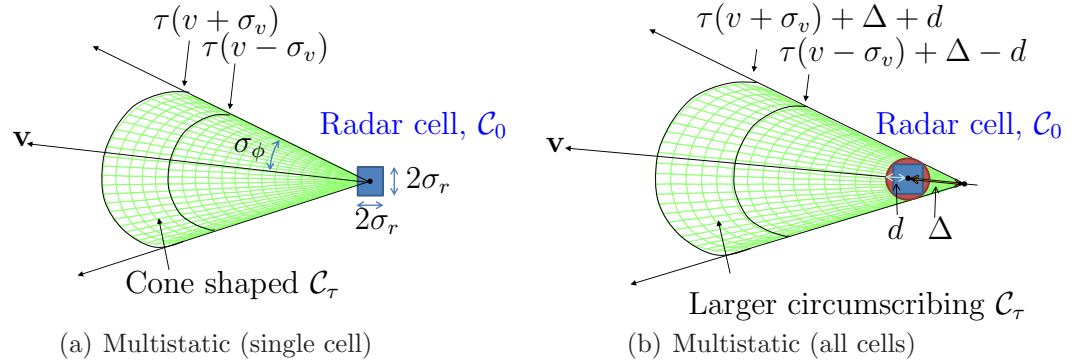 τ(v + σ_v)
τ(v − σ_v)
Radar cell, 𝒞_0
v
σ_ϕ
2σ_r
2σ_r
Cone shaped 𝒞_τ
(a) Multistatic (single cell)
τ(v + σ_v) + Δ + d
τ(v − σ_v) + Δ − d
Radar cell, 𝒞_0
v
d
Δ
Larger circumscribing 𝒞_τ
(b) Multistatic (all cells)